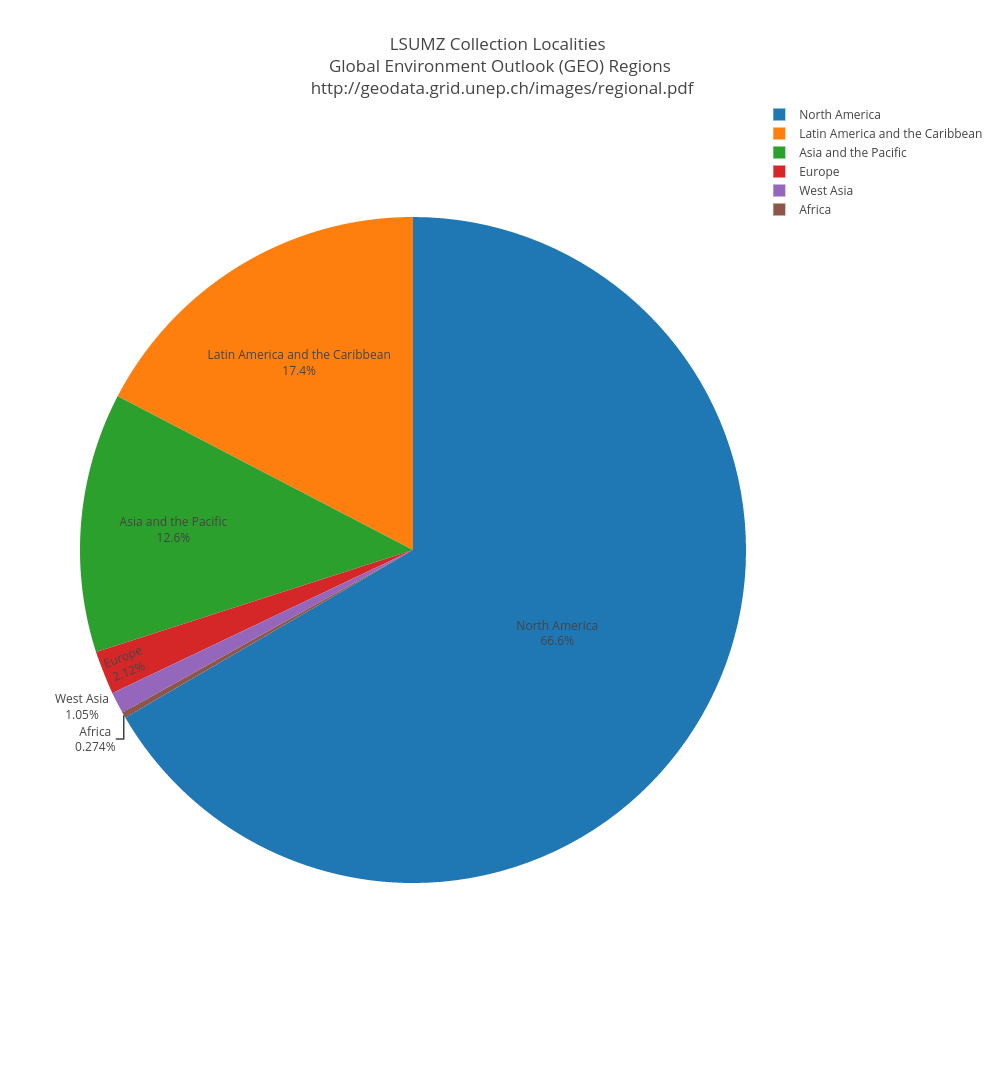 LSUMZ Collection Localities
Global Environment Outlook (GEO) Regions
http://geodata.grid.unep.ch/images/regional.pdf
North America
Latin America and the Caribbean
Asia and the Pacific
Europe
West Asia
Africa
Latin America and the Caribbean
17.4%
Asia and the Pacific
12.6%
North America
66.6%
Europe
2.12%
West Asia
1.05%
Africa
0.274%